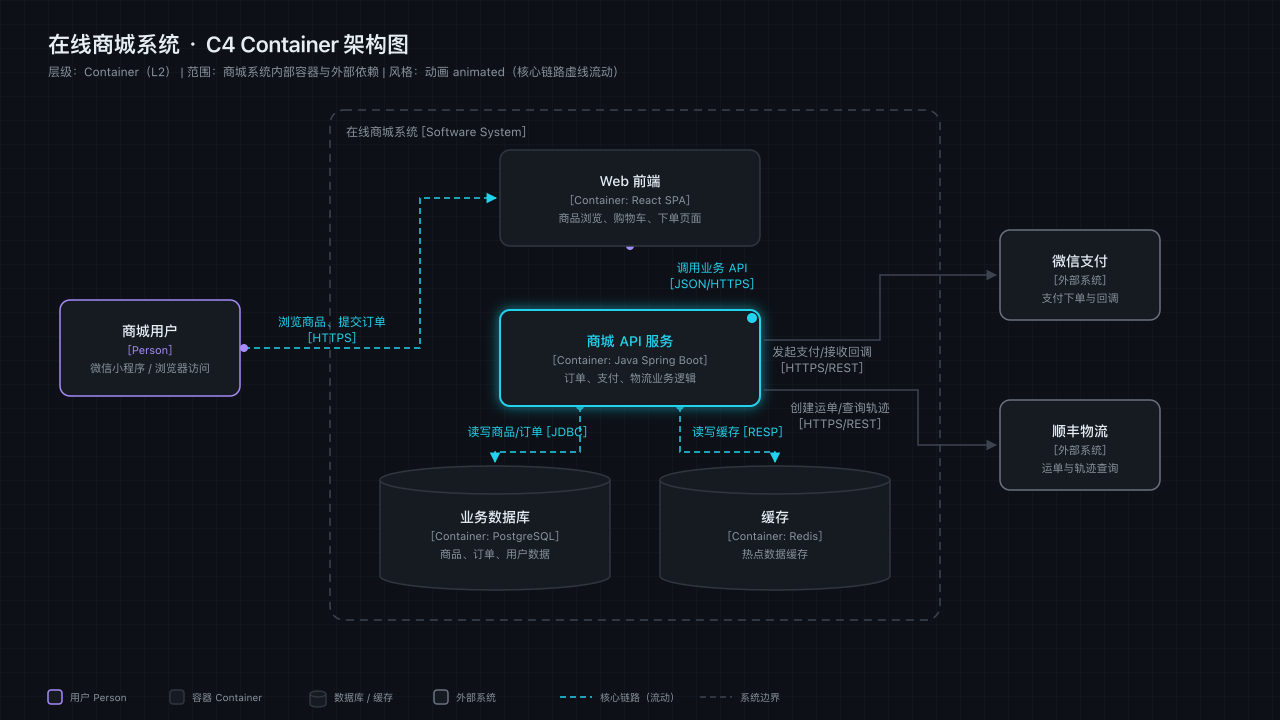 在线商城系统 · C4 Container 架构图
层级：Container（L2） | 范围：商城系统内部容器与外部依赖 | 风格：动画 animated（核心链路虚线流动）
在线商城系统 [Software System]
Web 前端
[Container: React SPA]
商品浏览、购物车、下单页面
调用业务 API
[JSON/HTTPS]
商城用户
[Person]
微信小程序 / 浏览器访问
浏览商品、提交订单
[HTTPS]
商城 API 服务
[Container: Java Spring Boot]
订单、支付、物流业务逻辑
微信支付
[外部系统]
支付下单与回调
发起支付/接收回调
[HTTPS/REST]
创建运单/查询轨迹
[HTTPS/REST]
顺丰物流
[外部系统]
运单与轨迹查询
读写商品/订单 [JDBC]
读写缓存 [RESP]
业务数据库
[Container: PostgreSQL]
商品、订单、用户数据
缓存
[Container: Redis]
热点数据缓存
用户 Person
容器 Container
数据库 / 缓存
外部系统
核心链路（流动）
系统边界